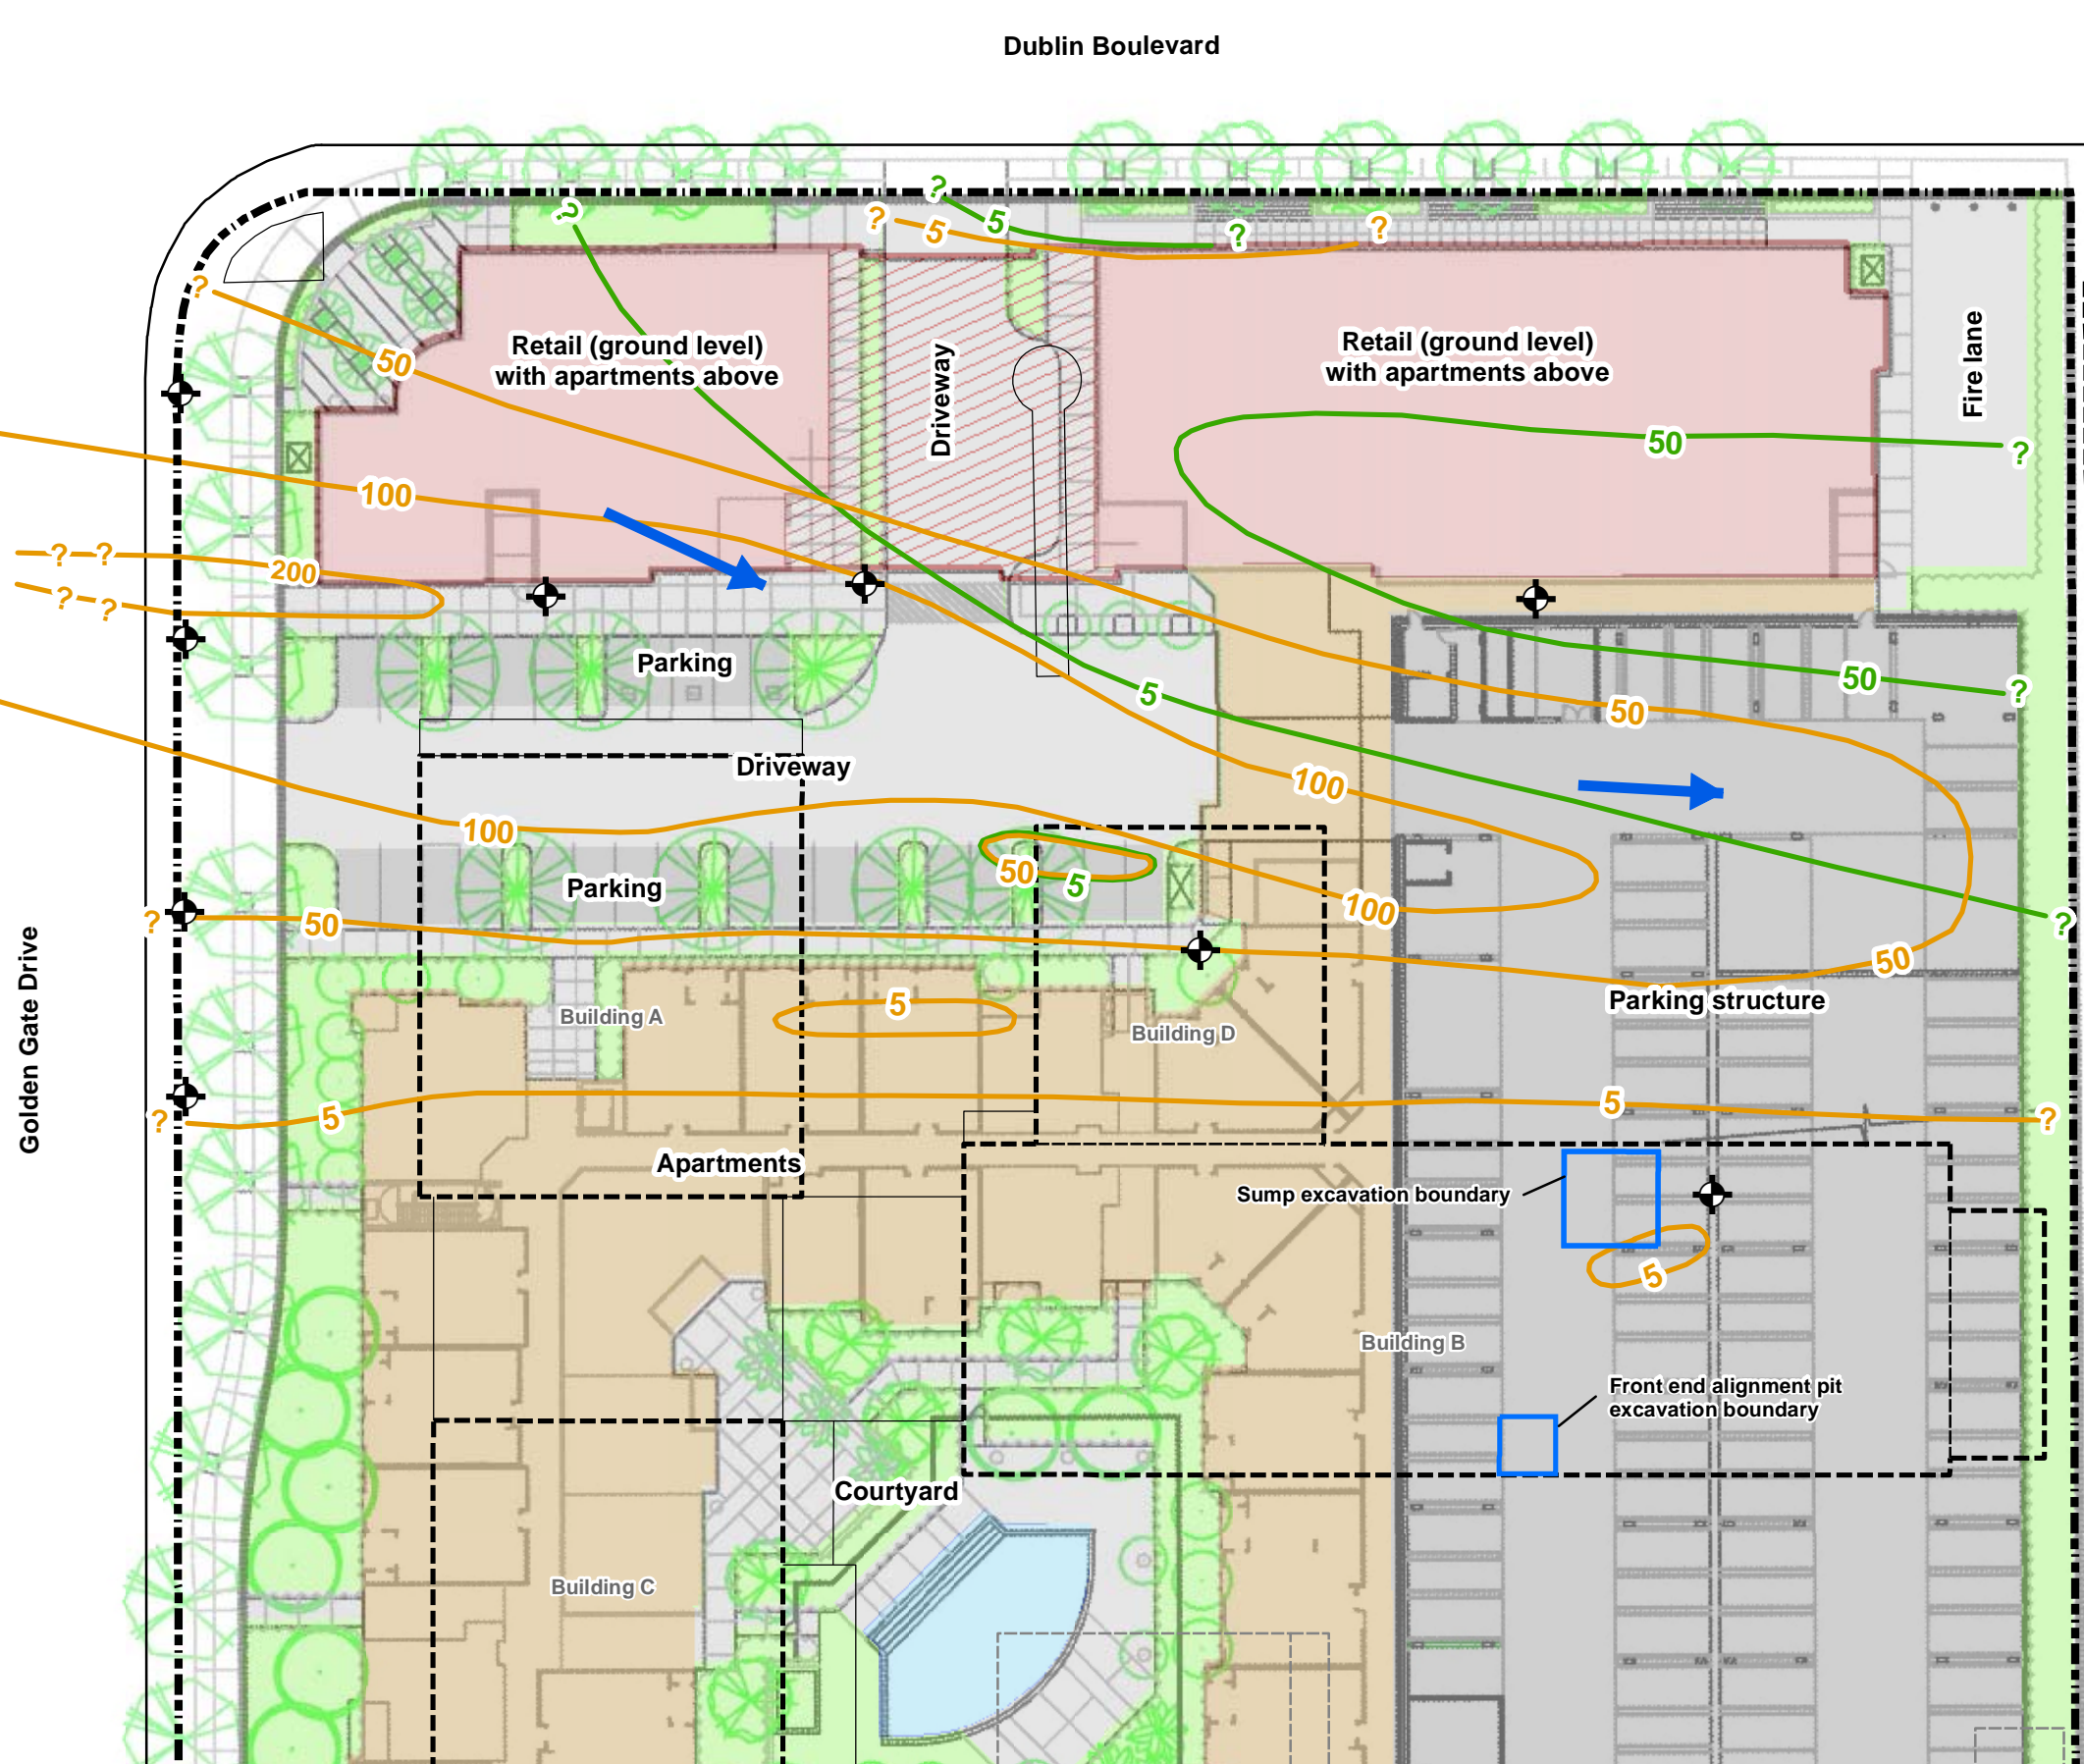 Dublin Boulevard
?
?
5
?
5
?
?
?
50
Retail (ground level)
with apartments above
Driveway
Retail (ground level)
with apartments above
Fire lane
50
?
100
? ?
200
? ?
Parking
5
50
?
50
Driveway
100
100
Parking
50
5
100
?
50
?
50
Golden Gate Drive
Parking structure
Building A
5
Building D
?
5
5
?
Apartments
Sump excavation boundary
5
Building B
Front end alignment pit
excavation boundary
Courtyard
Building C